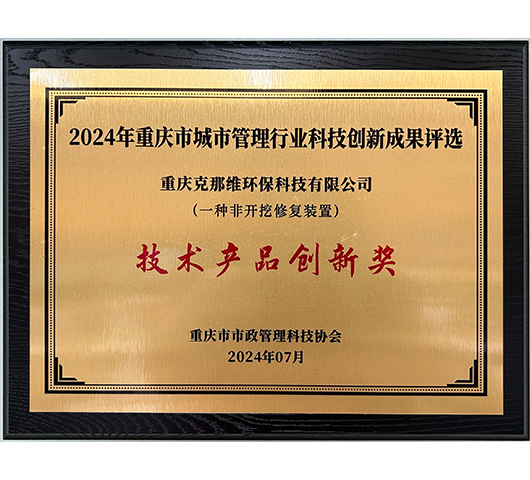 2024年重庆市城市管理行业科技创新成果评选
重庆克那维环保科技有限公司
（一种非开挖修复装置）
技术产品创新奖
重庆市市政管理科技协会
2024年07月